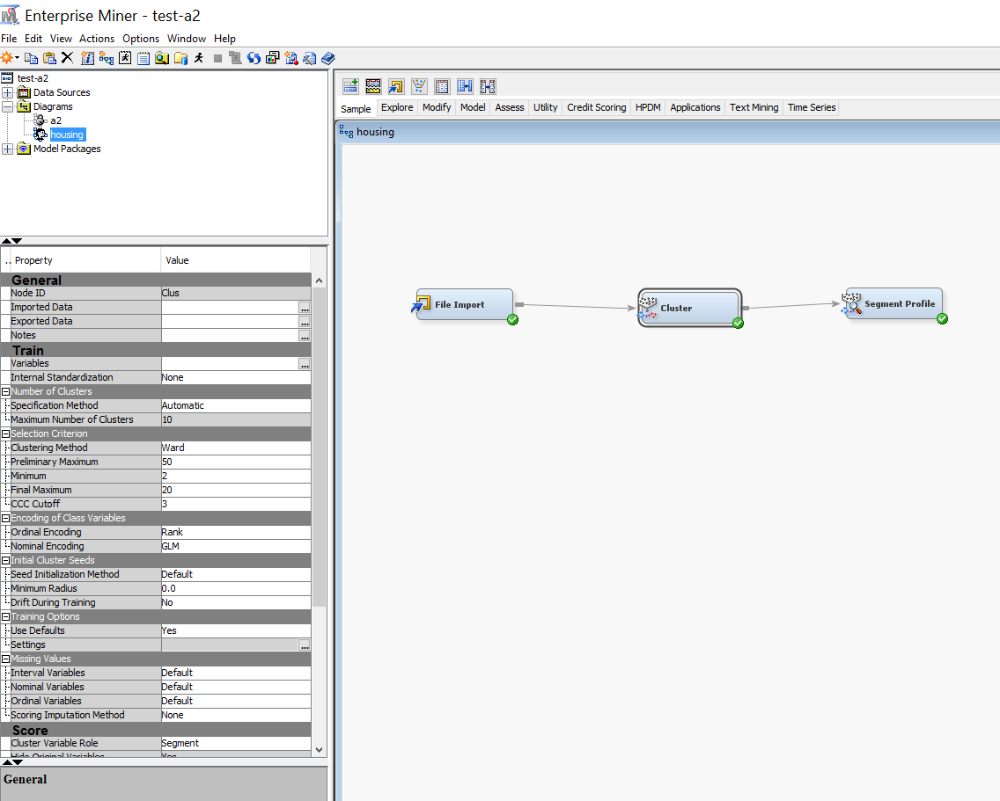 Enterprise Miner - test-a2
File Edit View Actions Options Window Help
test-a2
Data Sources
Diagrams
a2
housing
Model Packages
.. Property Value
General
Node ID Clus
Imported Data ...
Exported Data ...
Notes ...
Train
Variables ...
Internal Standardization None
Number of Clusters
Specification Method Automatic
Maximum Number of Clusters 10
Selection Criterion
Clustering Method Ward
Preliminary Maximum 50
Minimum 2
Final Maximum 20
CCC Cutoff 3
Encoding of Class Variables
Ordinal Encoding Rank
Nominal Encoding GLM
Initial Cluster Seeds
Seed Initialization Method Default
Minimum Radius 0.0
Drift During Training No
Training Options
Use Defaults Yes
Settings ...
Missing Values
Interval Variables Default
Nominal Variables Default
Ordinal Variables Default
Scoring Imputation Method None
Score
Cluster Variable Role Segment
Hide Original Variables Yes
General
Sample Explore Modify Model Assess Utility Credit Scoring HPDM Applications Text Mining Time Series
housing
File Import
Cluster
Segment Profile